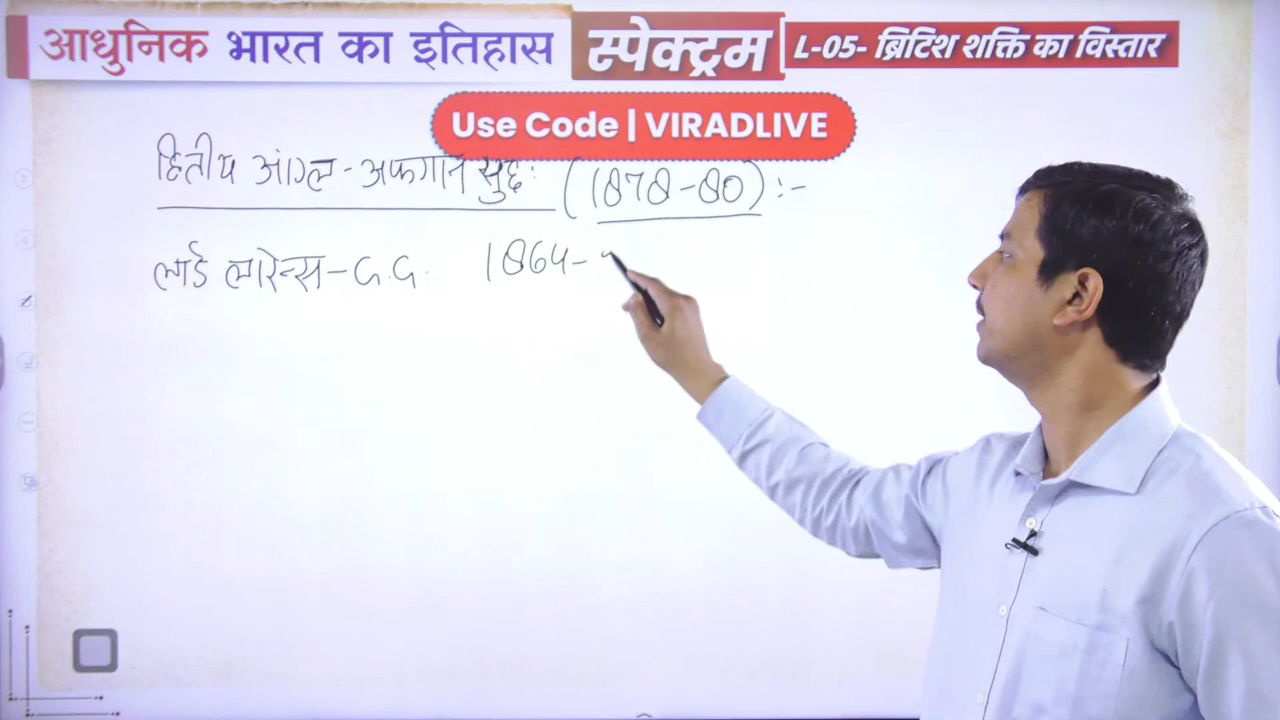 आधुनिक भारत का इतिहास स्पेक्ट्रम L-05- ब्रिटिश शक्ति का विस्तार
Use Code | VIRADLIVE
द्वितीय आंग्ल-अफगान युद्ध: (1878-80):-
लार्ड लारेन्स-G.G. 1864-